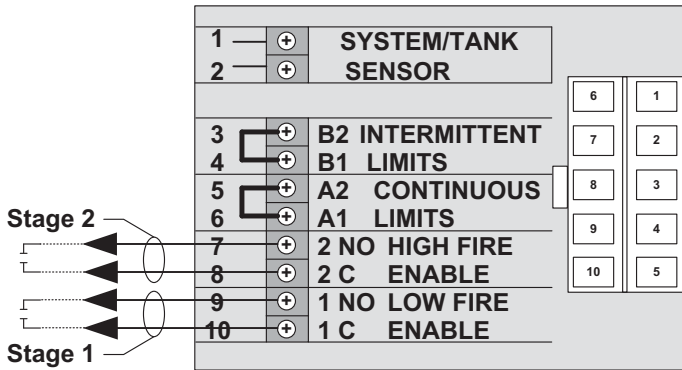 1 SYSTEM/TANK
2 SENSOR
3 B2 INTERMITTENT
4 B1 LIMITS
5 A2 CONTINUOUS
6 A1 LIMITS
7 2 NO HIGH FIRE
8 2 C ENABLE
9 1 NO LOW FIRE
10 1 C ENABLE
Stage 2
Stage 1
6 1
7 2
8 3
9 4
10 5